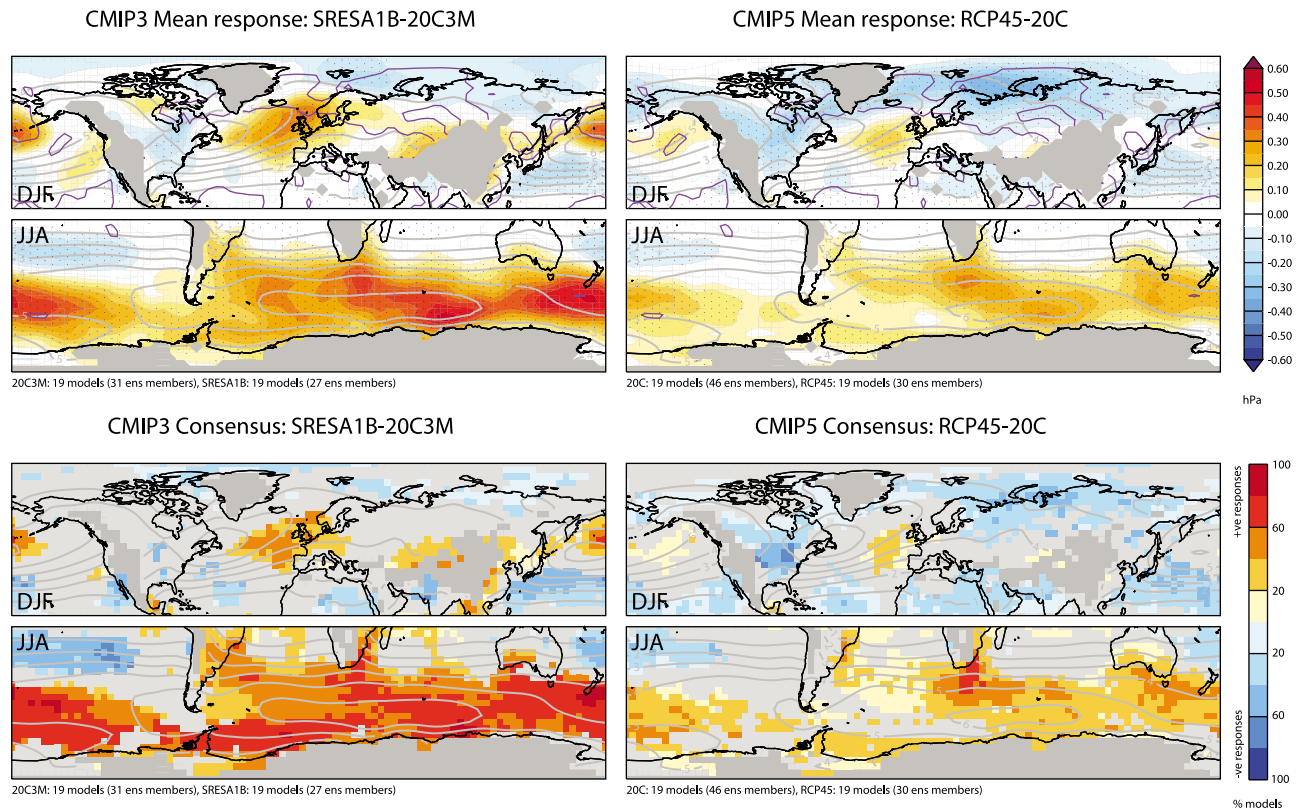 CMIP3 Mean response: SRESA1B-20C3M
CMIP5 Mean response: RCP45-20C
DJF
DJF
JJA
JJA
0.60
0.50
0.40
0.30
0.20
0.10
0.00
-0.10
-0.20
-0.30
-0.40
-0.50
-0.60
hPa
20C3M: 19 models (31 ens members), SRESA1B: 19 models (27 ens members)
20C: 19 models (46 ens members), RCP45: 19 models (30 ens members)
CMIP3 Consensus: SRESA1B-20C3M
CMIP5 Consensus: RCP45-20C
DJF
DJF
JJA
JJA
+ve responses
-ve responses
100
60
20
20
60
100
% models
20C3M: 19 models (31 ens members), SRESA1B: 19 models (27 ens members)
20C: 19 models (46 ens members), RCP45: 19 models (30 ens members)